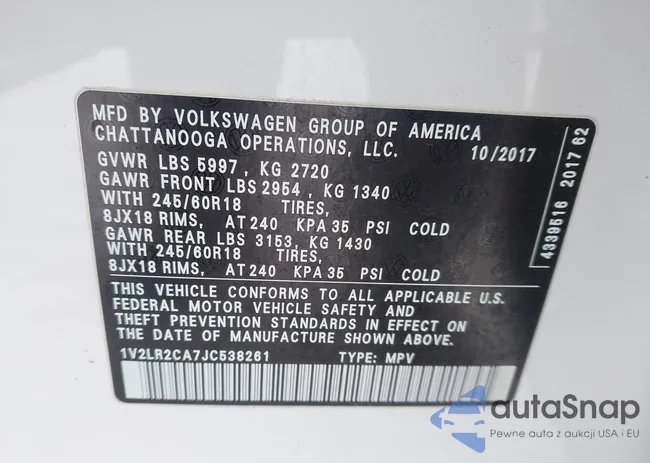 MFD BY VOLKSWAGEN GROUP OF AMERICA
CHATTANOOGA OPERATIONS, LLC. 10/2017
GVWR LBS 5997, KG 2720
GAWR FRONT LBS 2954, KG 1340
WITH 245/60R18 TIRES,
8JX18 RIMS, AT 240 KPA 35 PSI COLD
GAWR REAR LBS 3153, KG 1430
WITH 245/60R18 TIRES,
8JX18 RIMS, AT 240 KPA 35 PSI COLD
THIS VEHICLE CONFORMS TO ALL APPLICABLE U.S.
FEDERAL MOTOR VEHICLE SAFETY AND
THEFT PREVENTION STANDARDS IN EFFECT ON
THE DATE OF MANUFACTURE SHOWN ABOVE.
1V2LR2CA7JC538261 TYPE: MPV
4339516 2017 62
autaSnap
Pewne auta z aukcji USA i EU